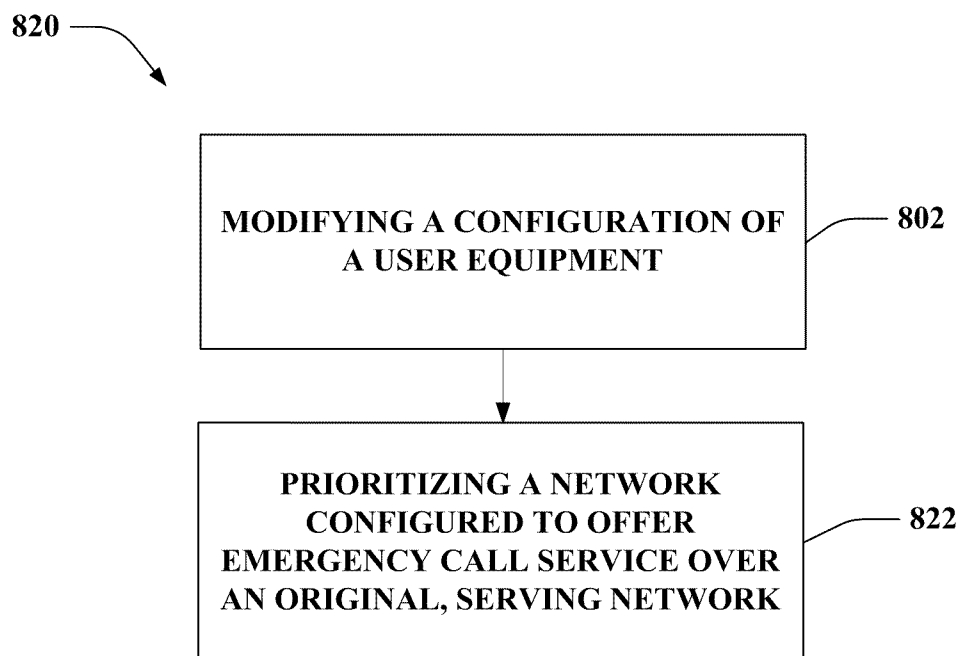 820
MODIFYING A CONFIGURATION OF
A USER EQUIPMENT
802
PRIORITIZING A NETWORK
CONFIGURED TO OFFER
EMERGENCY CALL SERVICE OVER
AN ORIGINAL, SERVING NETWORK
822